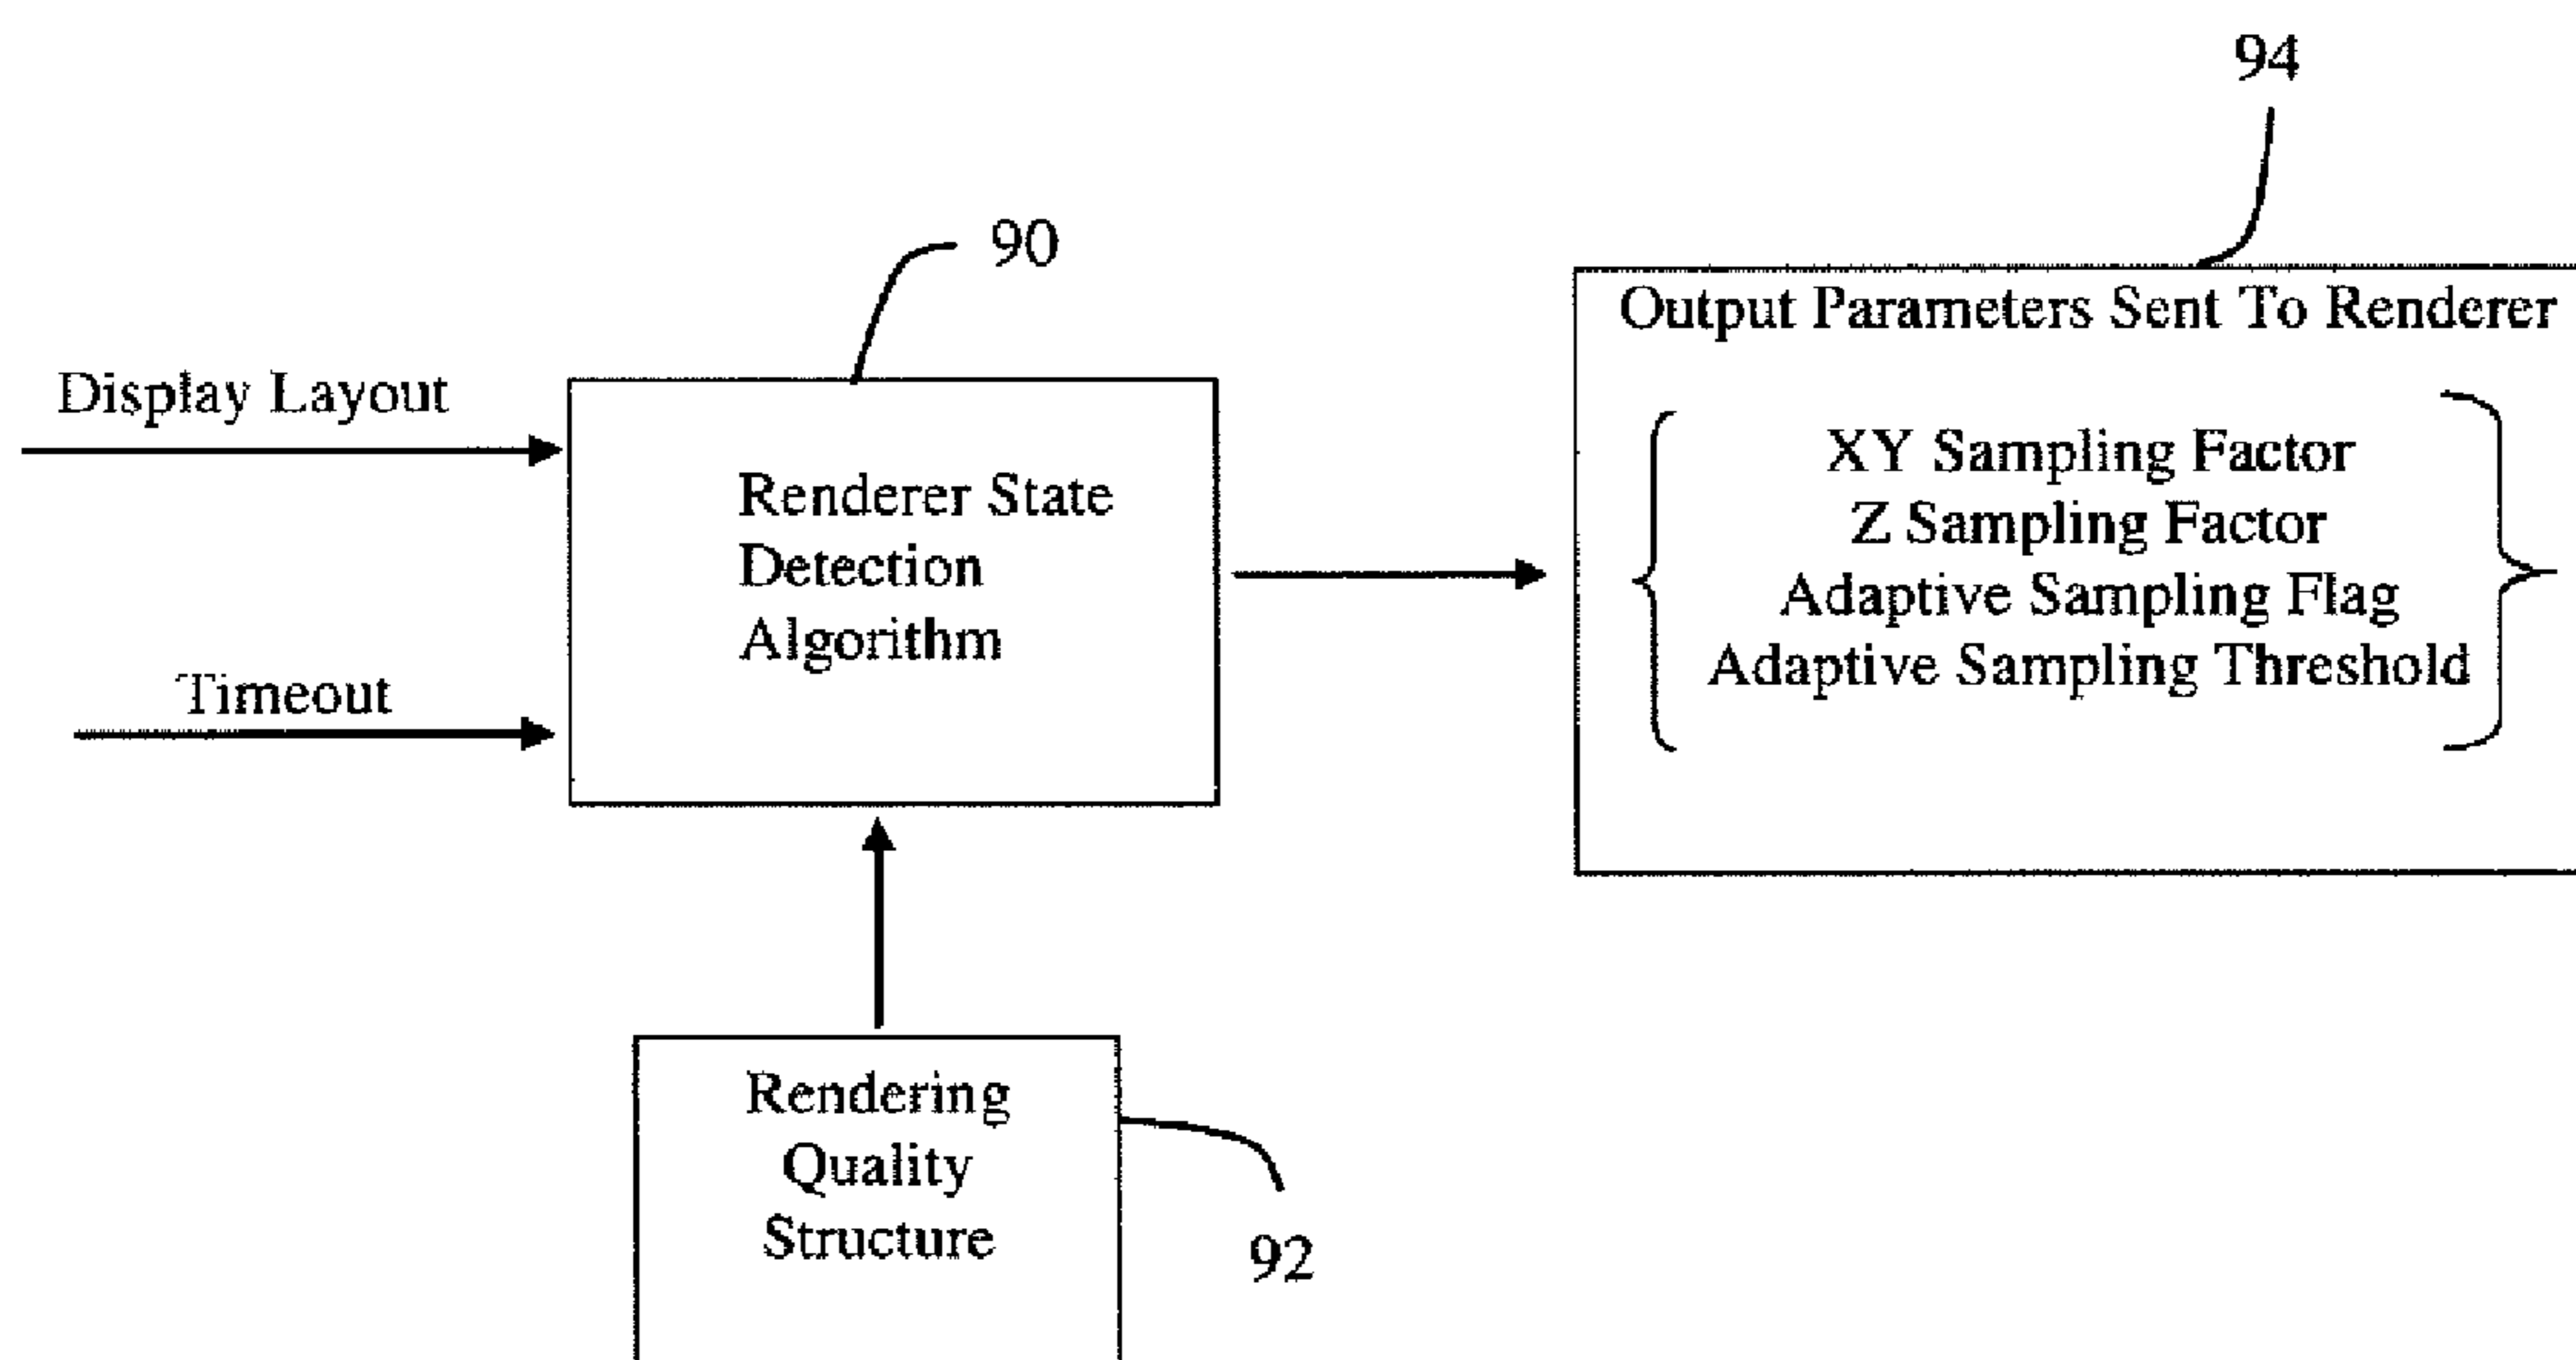 94
90
Output Parameters Sent To Renderer
Display Layout
XY Sampling Factor
Z Sampling Factor
Adaptive Sampling Flag
Adaptive Sampling Threshold
Renderer State
Detection
Algorithm
Timeout
Rendering
Quality
Structure
92